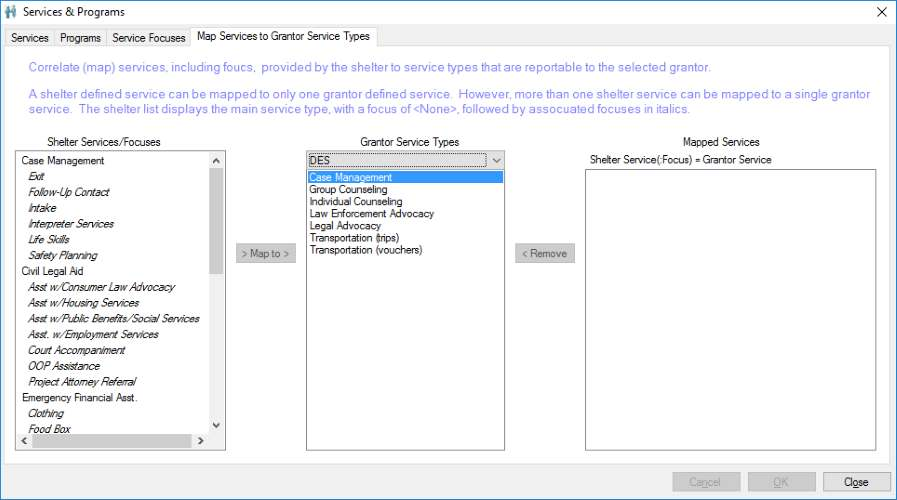 Services & Programs
Services Programs Service Focuses Map Services to Grantor Service Types
Correlate (map) services, including foucs, provided by the shelter to service types that are reportable to the selected grantor.
A shelter defined service can be mapped to only one grantor defined service. However, more than one shelter service can be mapped to a single grantor
service. The shelter list displays the main service type, with a focus of <None>, followed by assocuated focuses in italics.
Shelter Services/Focuses
Case Management
Exit
Follow-Up Contact
Intake
Interpreter Services
Life Skills
Safety Planning
Civil Legal Aid
Asst w/Consumer Law Advocacy
Asst w/Housing Services
Asst w/Public Benefits/Social Services
Asst. w/Employment Services
Court Accompaniment
OOP Assistance
Project Attorney Referral
Emergency Financial Asst.
Clothing
Food Box
> Map to >
Grantor Service Types
DES
Case Management
Group Counseling
Individual Counseling
Law Enforcement Advocacy
Legal Advocacy
Transportation (trips)
Transportation (vouchers)
< Remove
Mapped Services
Shelter Service(:Focus) = Grantor Service
Cancel OK Close